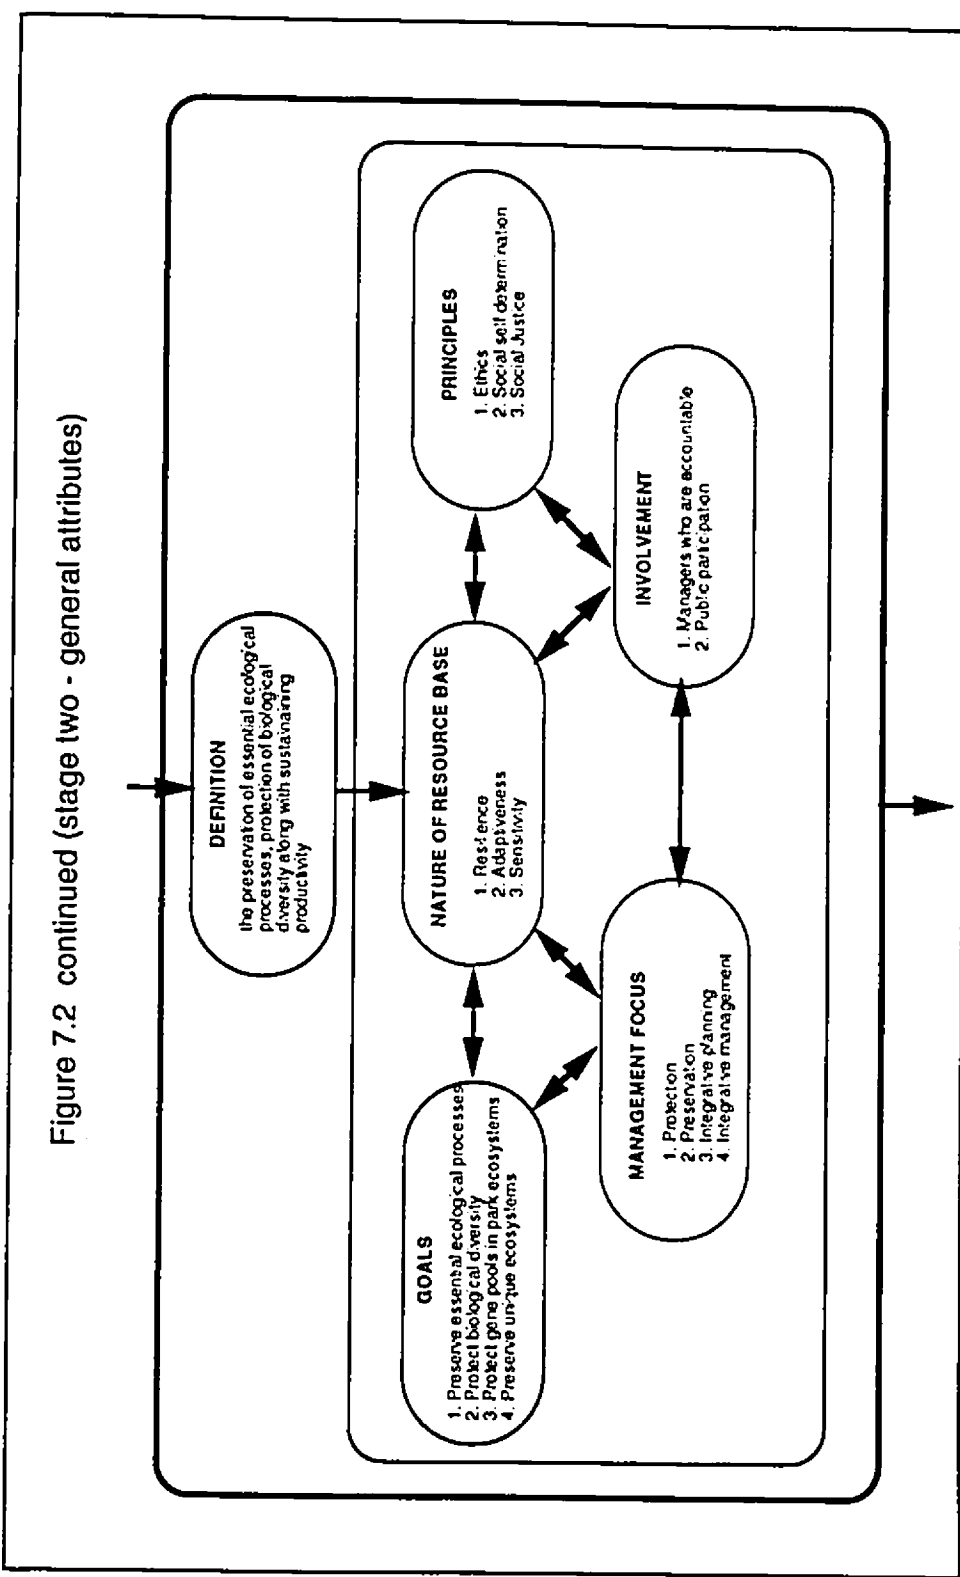 Figure 7.2 continued (stage two - general attributes)
DEFINITION
the preservation of essential ecological
processes, protection of biological
diversity along with sustainaining
productivity
GOALS
1. Preserve essential ecological processes
2. Protect biological diversity
3. Protect gene pools in park ecosystems
4. Preserve unique ecosystems
NATURE OF RESOURCE BASE
1. Resilence
2. Adaptiveness
3. Sensitivity
PRINCIPLES
1. Ethics
2. Social self determination
3. Social Justice
MANAGEMENT FOCUS
1. Protection
2. Preservation
3. Integrative planning
4. Integrative management
INVOLVEMENT
1. Managers who are accountable
2. Public participation